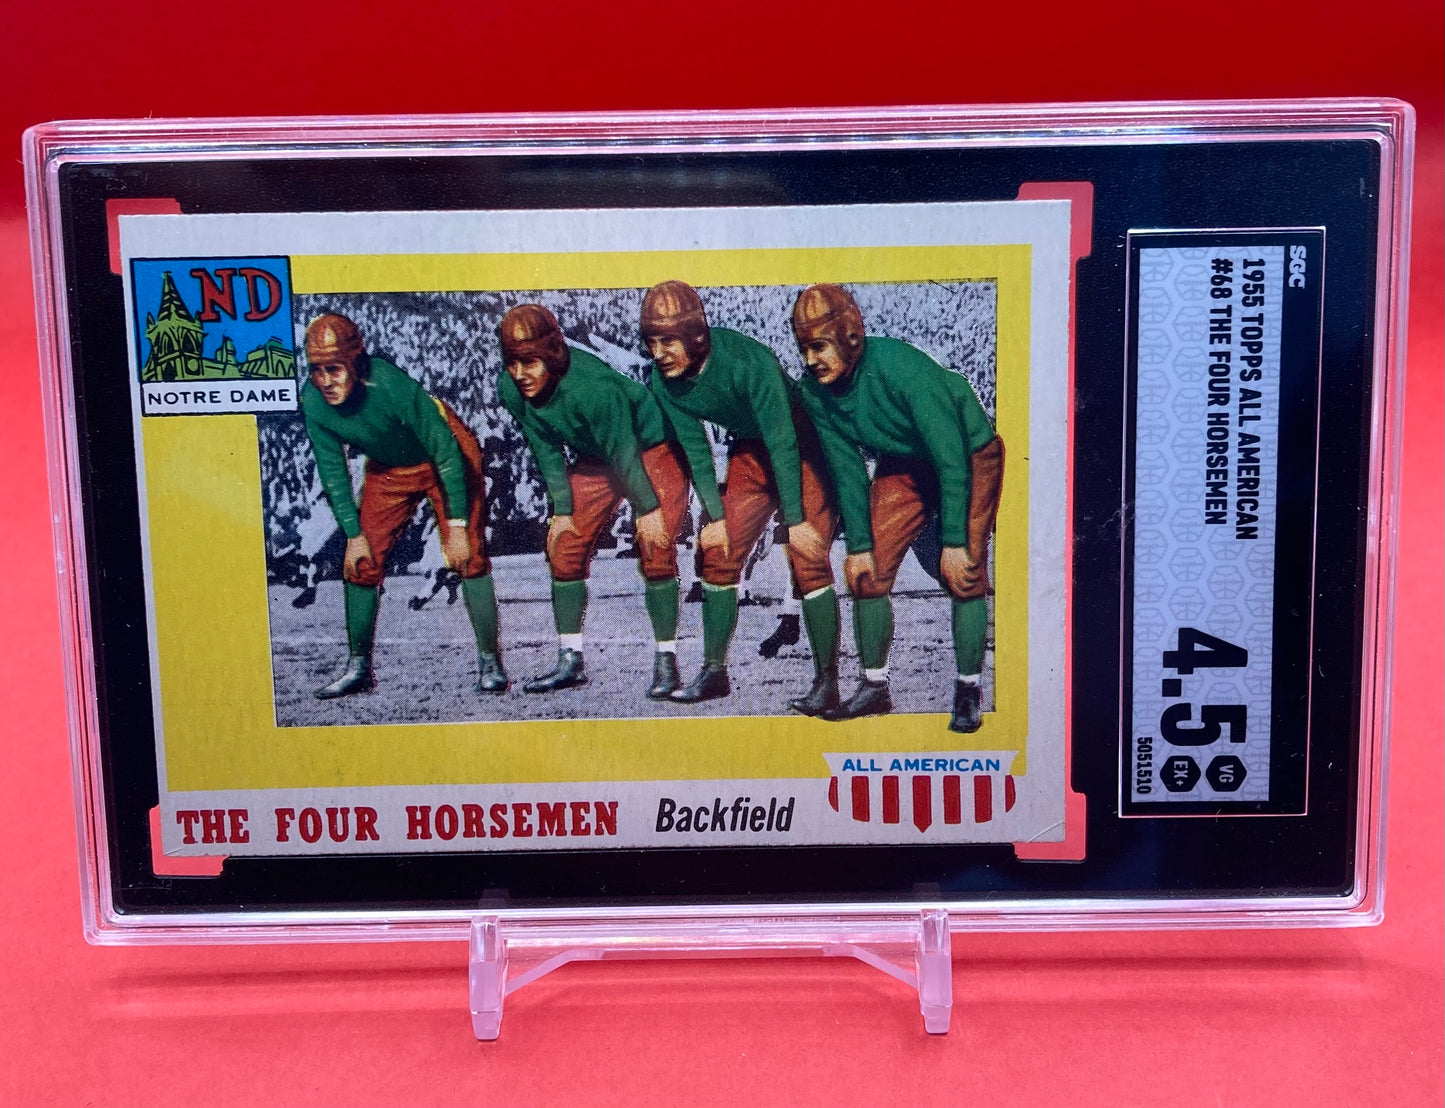 ND
NOTRE DAME
ALL AMERICAN
THE FOUR HORSEMEN Backfield
SGC
1955 TOPPS ALL AMERICAN
#68 THE FOUR HORSEMEN
4.5
VG
EX+
5051510